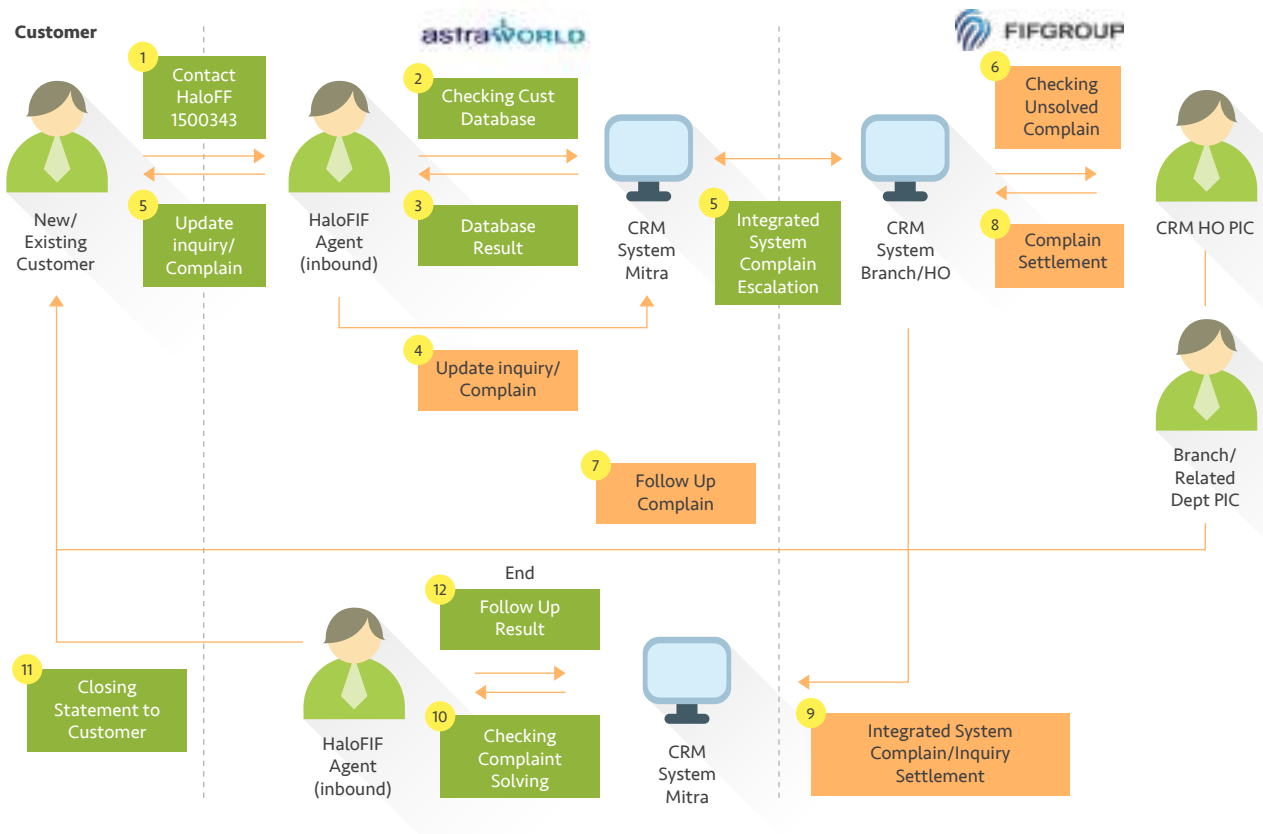 Customer
astraWORLD
FIFGROUP
1
Contact
HaloFF
1500343
2
Checking Cust
Database
6
Checking
Unsolved
Complain
New/
Existing
Customer
5
Update
inquiry/
Complain
HaloFIF
Agent
(inbound)
3
Database
Result
CRM
System
Mitra
5
Integrated
System
Complain
Escalation
CRM
System
Branch/HO
8
Complain
Settlement
CRM HO PIC
4
Update inquiry/
Complain
7
Follow Up
Complain
Branch/
Related
Dept PIC
End
12
Follow Up
Result
11
Closing
Statement to
Customer
HaloFIF
Agent
(inbound)
10
Checking
Complaint
Solving
CRM
System
Mitra
9
Integrated System
Complain/Inquiry
Settlement